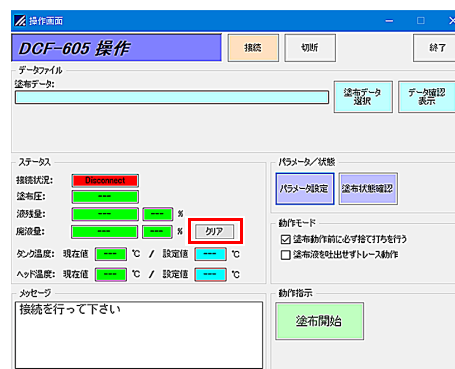 操作画面
DCF-605 操作
接続
切断
終了
データファイル
塗布データ:
塗布データ
選択
データ確認
表示
ステータス
接続状況: Disconnect
塗布圧: ---
液残量: --- --- %
廃液量: --- --- % クリア
タンク温度: 現在値 --- ℃ / 設定値 --- ℃
ヘッド温度: 現在値 --- ℃ / 設定値 --- ℃
パラメータ/状態
パラメータ設定
塗布状態確認
動作モード
塗布動作前に必ず捨て打ちを行う
塗布液を吐出せずトレース動作
メッセージ
接続を行って下さい
動作指示
塗布開始